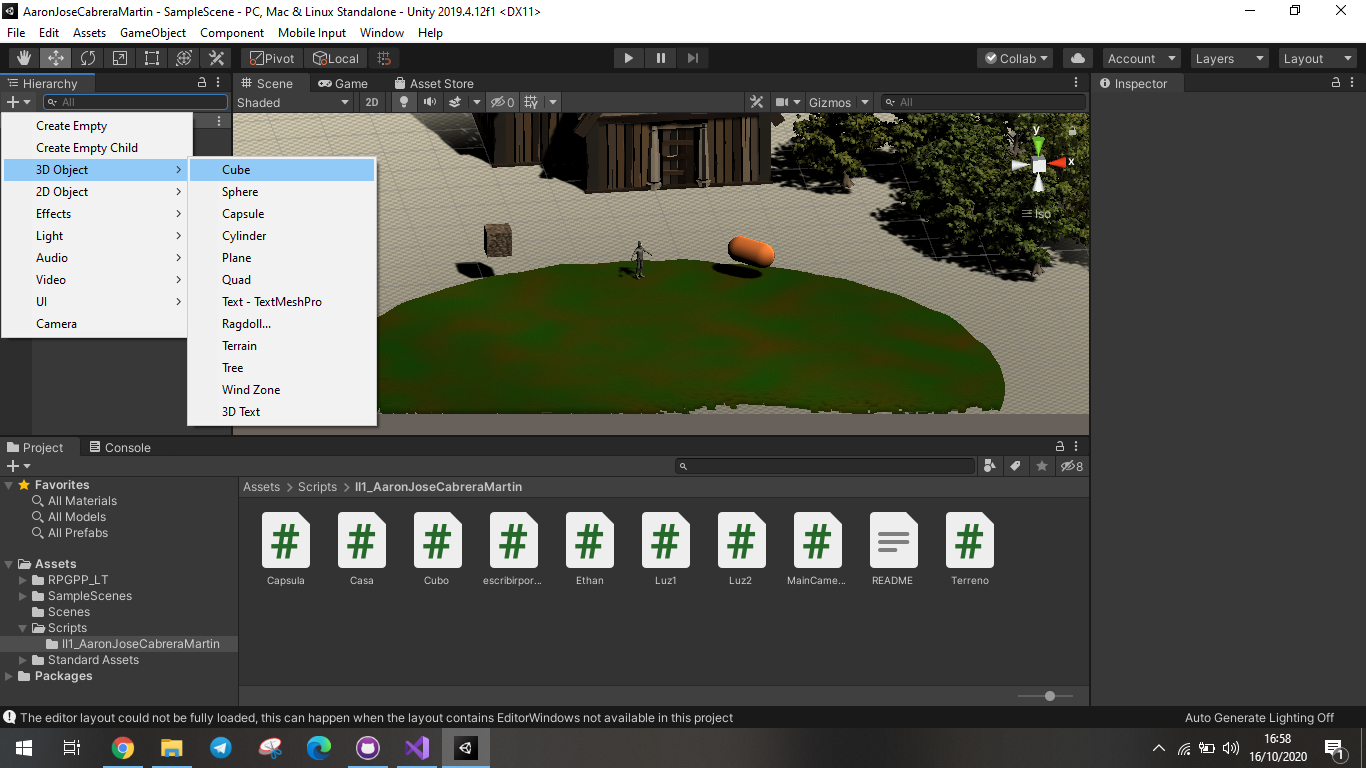 AaronJoseCabreraMartin - SampleScene - PC, Mac & Linux Standalone - Unity 2019.4.12f1 <DX11>
File Edit Assets GameObject Component Mobile Input Window Help
Pivot Local Collab Account Layers Layout
Hierarchy
All
Scene Game Asset Store
Shaded 2D 0 Gizmos All
Inspector
Create Empty
Create Empty Child
3D Object
2D Object
Effects
Light
Audio
Video
UI
Camera
Cube
Sphere
Capsule
Cylinder
Plane
Quad
Text - TextMeshPro
Ragdoll...
Terrain
Tree
Wind Zone
3D Text
y
x
Iso
Project Console
8
Favorites
All Materials
All Models
All Prefabs
Assets
RPGPP_LT
SampleScenes
Scenes
Scripts
II1_AaronJoseCabreraMartin
Standard Assets
Packages
Assets > Scripts > II1_AaronJoseCabreraMartin
Capsula Casa Cubo escribirpor... Ethan Luz1 Luz2 MainCame... README Terreno
The editor layout could not be fully loaded, this can happen when the layout contains EditorWindows not available in this project
Auto Generate Lighting Off
16:58
16/10/2020
1